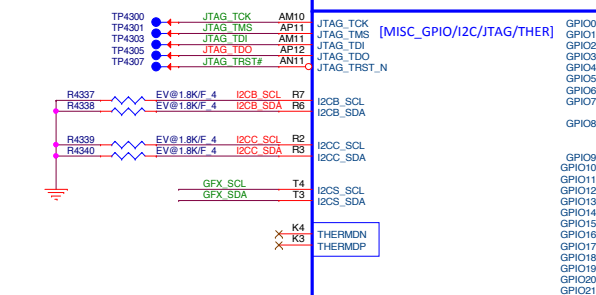 TP4300 JTAG_TCK AM10 JTAG_TCK [MISC_GPIO/I2C/JTAG/THER] GPIO0
TP4301 JTAG_TMS AP11 JTAG_TMS GPIO1
TP4303 JTAG_TDI AM11 JTAG_TDI GPIO2
TP4305 JTAG_TDO AP12 JTAG_TDO GPIO3
TP4307 JTAG_TRST# AN11 JTAG_TRST_N GPIO4
GPIO5
GPIO6
R4337 EV@1.8K/F_4 I2CB_SCL R7 I2CB_SCL GPIO7
R4338 EV@1.8K/F_4 I2CB_SDA R6 I2CB_SDA
GPIO8
R4339 EV@1.8K/F_4 I2CC_SCL R2 I2CC_SCL
R4340 EV@1.8K/F_4 I2CC_SDA R3 I2CC_SDA GPIO9
GPIO10
GPIO11
GFX_SCL T4 I2CS_SCL GPIO12
GFX_SDA T3 I2CS_SDA GPIO13
GPIO14
GPIO15
K4 THERMDN GPIO16
K3 THERMDP GPIO17
GPIO18
GPIO19
GPIO20
GPIO21